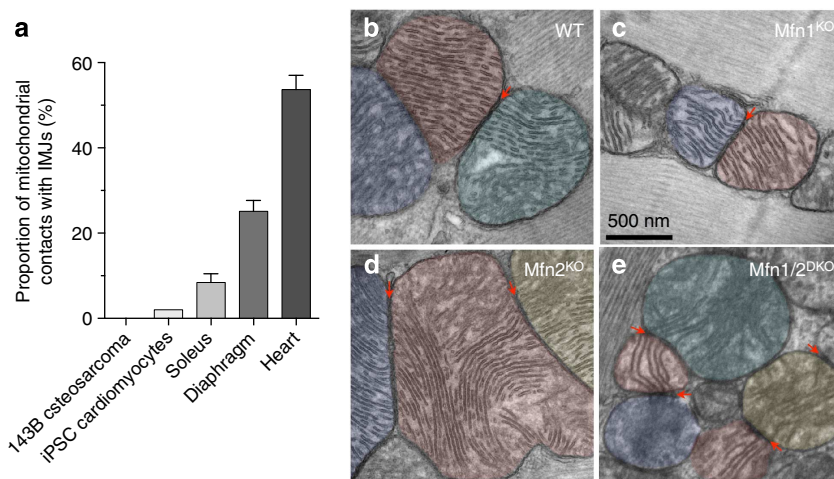 a
Proportion of mitochondrial
contacts with IMJs (%)
60
40
20
0
143B csteosarcoma
iPSC cardiomyocytes
Soleus
Diaphragm
Heart
b
WT
c
Mfn1KO
500 nm
d
Mfn2KO
e
Mfn1/2DKO